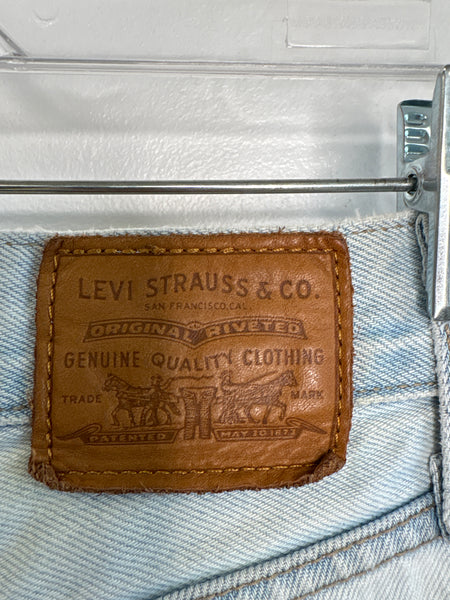 LEVI STRAUSS & CO.
SAN FRANCISCO, CAL.
ORIGINAL RIVETED
GENUINE QUALITY CLOTHING
TRADE MARK
PATENTED MAY 20 1873